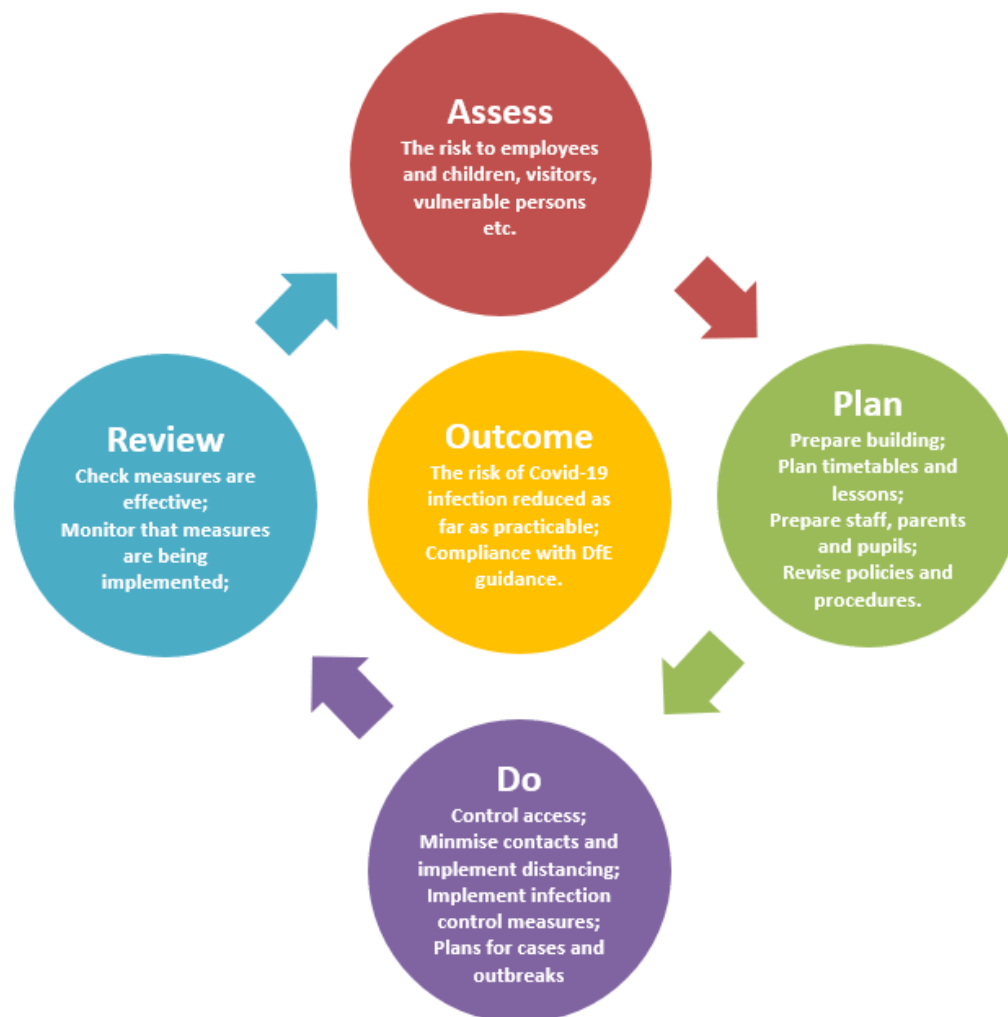 Assess
The risk to employees
and children, visitors,
vulnerable persons
etc.
Plan
Prepare building;
Plan timetables and
lessons;
Prepare staff, parents
and pupils;
Revise policies and
procedures.
Do
Control access;
Minmise contacts and
implement distancing;
Implement infection
control measures;
Plans for cases and
outbreaks
Review
Check measures are
effective;
Monitor that measures
are being
implemented;
Outcome
The risk of Covid-19
infection reduced as
far as practicable;
Compliance with DfE
guidance.